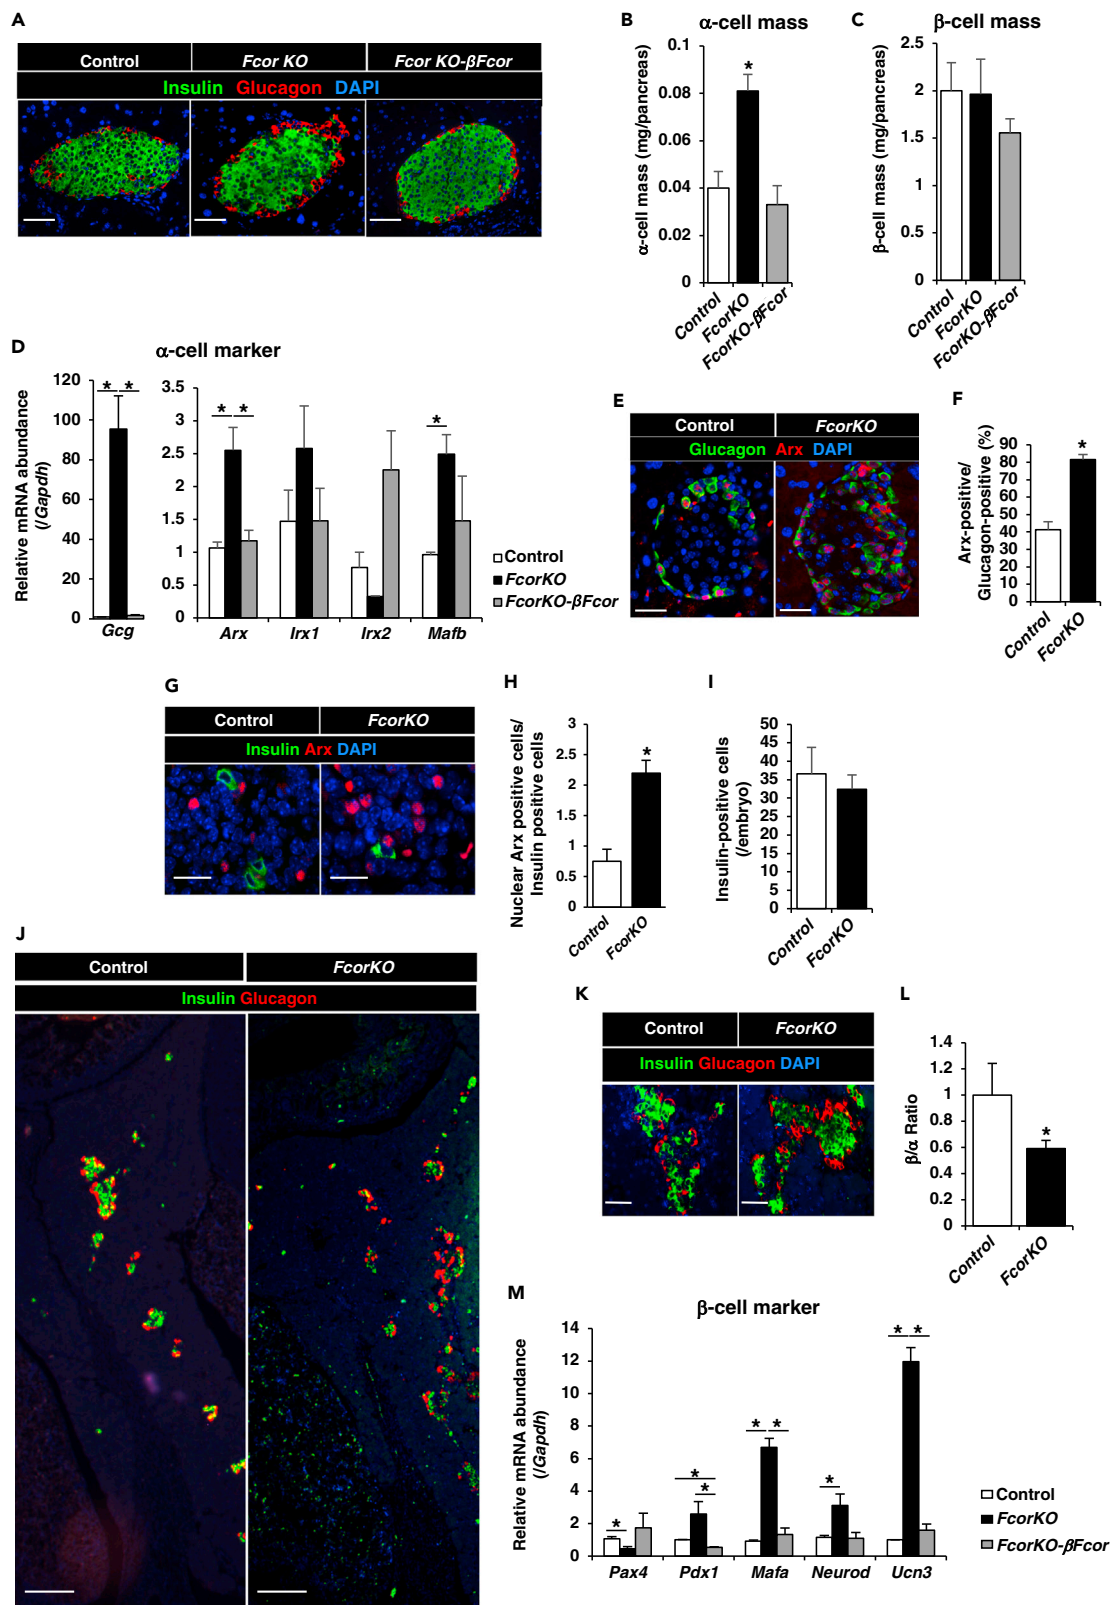 A
Control
Fcor KO
Fcor KO-βFcor
Insulin Glucagon DAPI
B
α-cell mass
α-cell mass (mg/pancreas)
0.1
0.08
0.06
0.04
0.02
0
*
Control
FcorKO
FcorKO-βFcor
C
β-cell mass
β-cell mass (mg/pancreas)
2.5
2
1.5
1
0.5
0
Control
FcorKO
FcorKO-βFcor
D
α-cell marker
Relative mRNA abundance
(/Gapdh)
120
100
80
60
40
20
0
* *
Gcg
3.5
3
2.5
2
1.5
1
0.5
0
* *
*
Arx
Irx1
Irx2
Mafb
Control
FcorKO
FcorKO-βFcor
E
Control
FcorKO
Glucagon Arx DAPI
F
Arx-positive/
Glucagon-positive (%)
90
80
70
60
50
40
30
20
10
0
*
Control
FcorKO
G
Control
FcorKO
Insulin Arx DAPI
H
Nuclear Arx positive cells/
Insulin positive cells
3
2.5
2
1.5
1
0.5
0
*
Control
FcorKO
I
Insulin-positive cells
(/embryo)
50
45
40
35
30
25
20
15
10
5
0
Control
FcorKO
J
Control
FcorKO
Insulin Glucagon
K
Control
FcorKO
Insulin Glucagon DAPI
L
β/α Ratio
1.4
1.2
1
0.8
0.6
0.4
0.2
0
*
Control
FcorKO
M
β-cell marker
Relative mRNA abundance
(/Gapdh)
14
12
10
8
6
4
2
0
*
*
*
* *
*
* *
Pax4
Pdx1
Mafa
Neurod
Ucn3
Control
FcorKO
FcorKO-βFcor